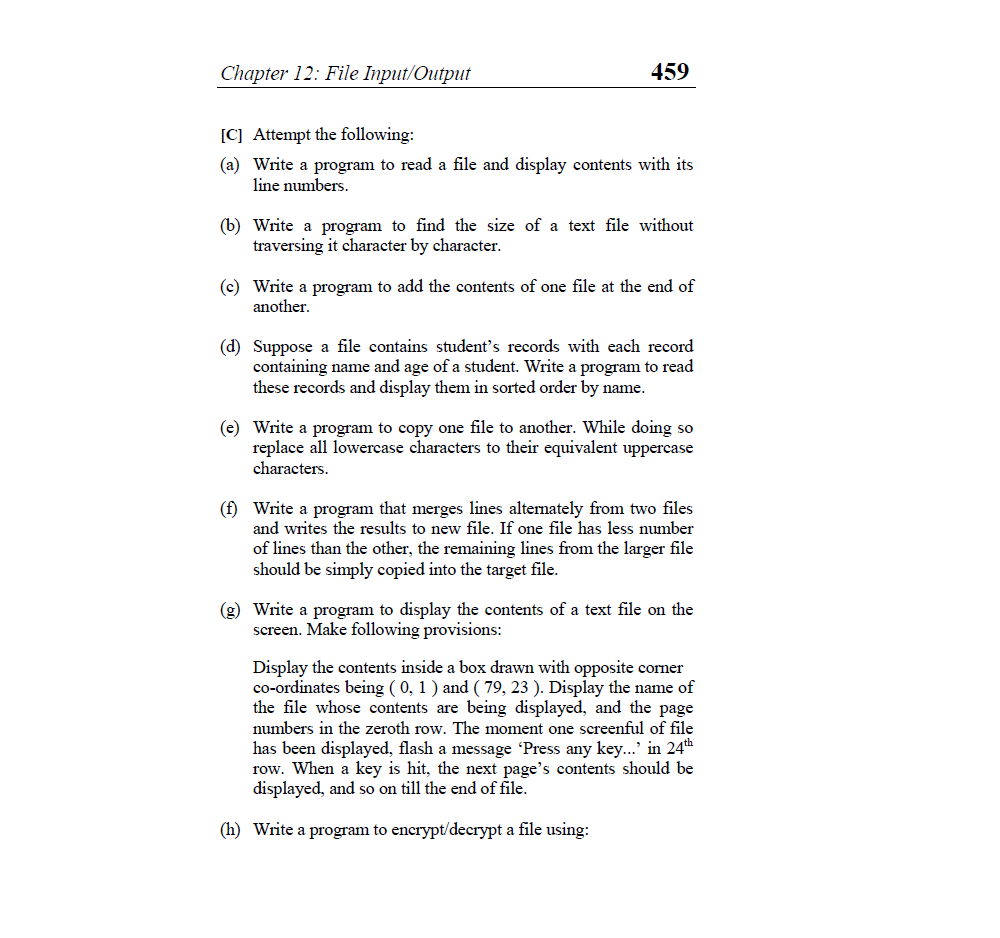 Chapter 12: File Input/Output 459
[C] Attempt the following:
(a) Write a program to read a file and display contents with its
line numbers.
(b) Write a program to find the size of a text file without
traversing it character by character.
(c) Write a program to add the contents of one file at the end of
another.
(d) Suppose a file contains student’s records with each record
containing name and age of a student. Write a program to read
these records and display them in sorted order by name.
(e) Write a program to copy one file to another. While doing so
replace all lowercase characters to their equivalent uppercase
characters.
(f) Write a program that merges lines alternately from two files
and writes the results to new file. If one file has less number
of lines than the other, the remaining lines from the larger file
should be simply copied into the target file.
(g) Write a program to display the contents of a text file on the
screen. Make following provisions:
Display the contents inside a box drawn with opposite corner
co-ordinates being ( 0, 1 ) and ( 79, 23 ). Display the name of
the file whose contents are being displayed, and the page
numbers in the zeroth row. The moment one screenful of file
has been displayed, flash a message ‘Press any key...’ in 24th
row. When a key is hit, the next page’s contents should be
displayed, and so on till the end of file.
(h) Write a program to encrypt/decrypt a file using: